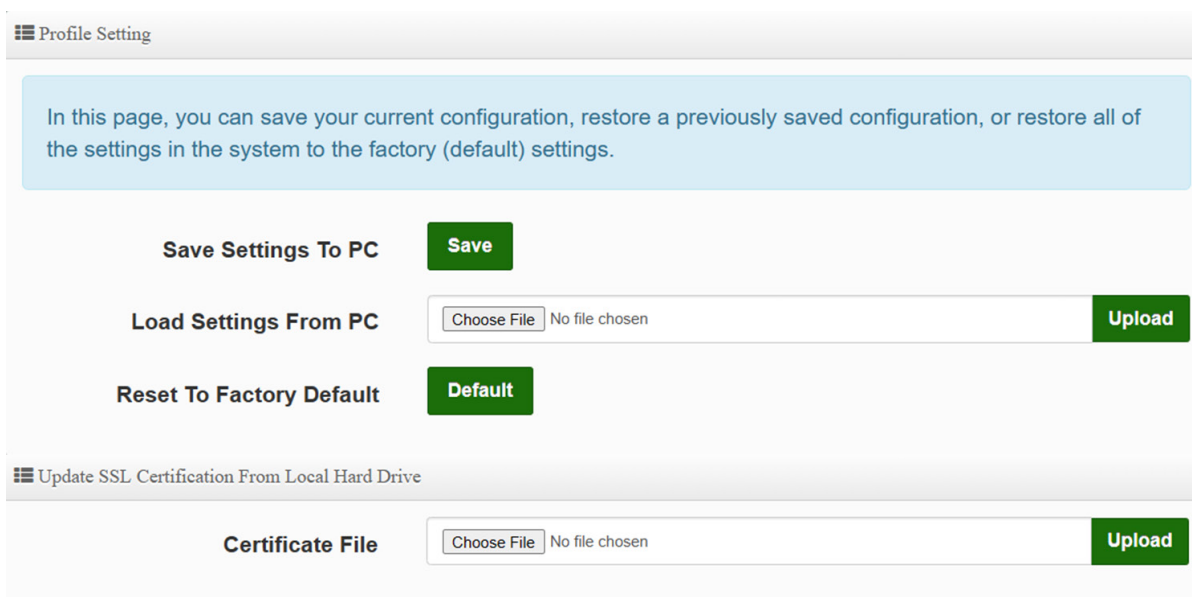 Profile Setting
In this page, you can save your current configuration, restore a previously saved configuration, or restore all of
the settings in the system to the factory (default) settings.
Save Settings To PC Save
Load Settings From PC Choose File No file chosen Upload
Reset To Factory Default Default
Update SSL Certification From Local Hard Drive
Certificate File Choose File No file chosen Upload